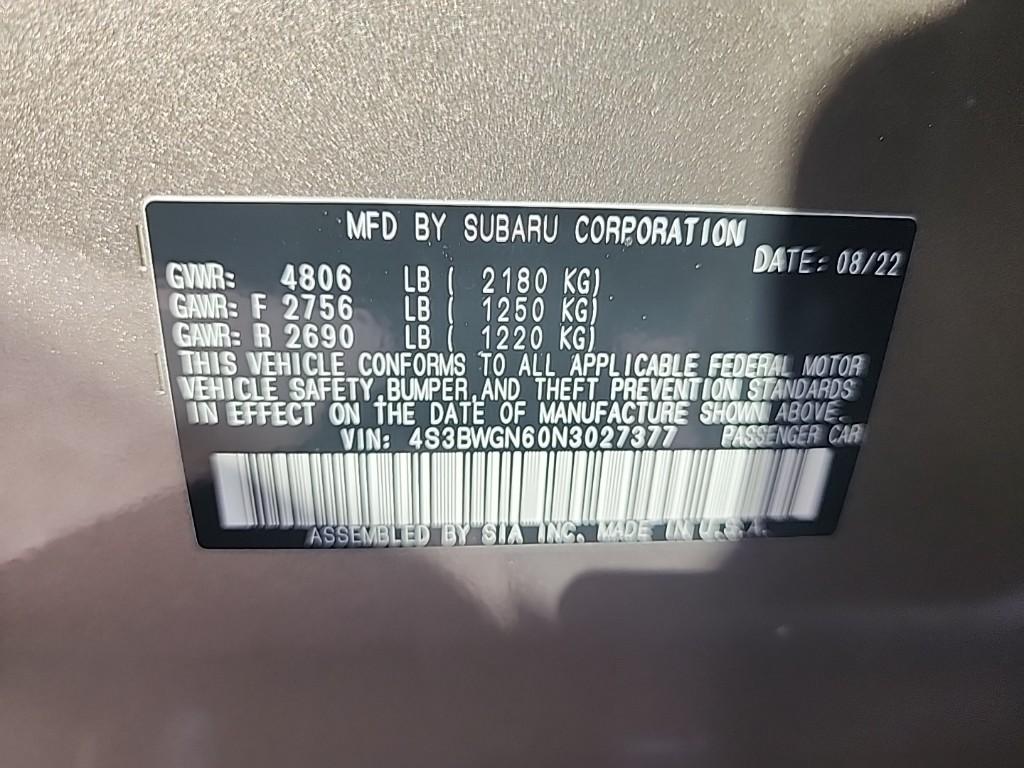 MFD BY SUBARU CORPORATION
DATE: 08/22
GVWR: 4806 LB ( 2180 KG)
GAWR: F 2756 LB ( 1250 KG)
GAWR: R 2690 LB ( 1220 KG)
THIS VEHICLE CONFORMS TO ALL APPLICABLE FEDERAL MOTOR
VEHICLE SAFETY, BUMPER, AND THEFT PREVENTION STANDARDS
IN EFFECT ON THE DATE OF MANUFACTURE SHOWN ABOVE.
VIN: 4S3BWGN60N3027377 PASSENGER CAR
ASSEMBLED BY SIA INC. MADE IN U.S.A.